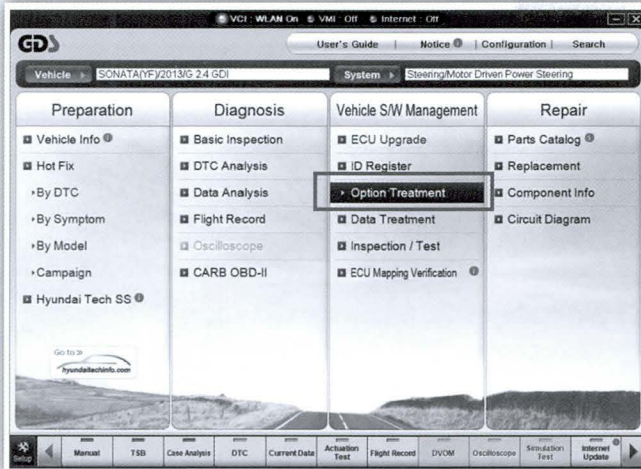 VCI : WLAN On VMI : Off Internet : Off
GDS
User's Guide | Notice | Configuration | Search
Vehicle SONATA(YF)/2013/G 2.4 GDI System Steering/Motor Driven Power Steering
Preparation
Vehicle Info
Hot Fix
By DTC
By Symptom
By Model
Campaign
Hyundai Tech SS
Go to »
hyundaitechinfo.com
Diagnosis
Basic Inspection
DTC Analysis
Data Analysis
Flight Record
Oscilloscope
CARB OBD-II
Vehicle S/W Management
ECU Upgrade
ID Register
Option Treatment
Data Treatment
Inspection / Test
ECU Mapping Verification
Repair
Parts Catalog
Replacement
Component Info
Circuit Diagram
Setup Manual TSB Case Analysis DTC Current Data Actuation Test Flight Record DVOM Oscilloscope Simulation Test Internet Update